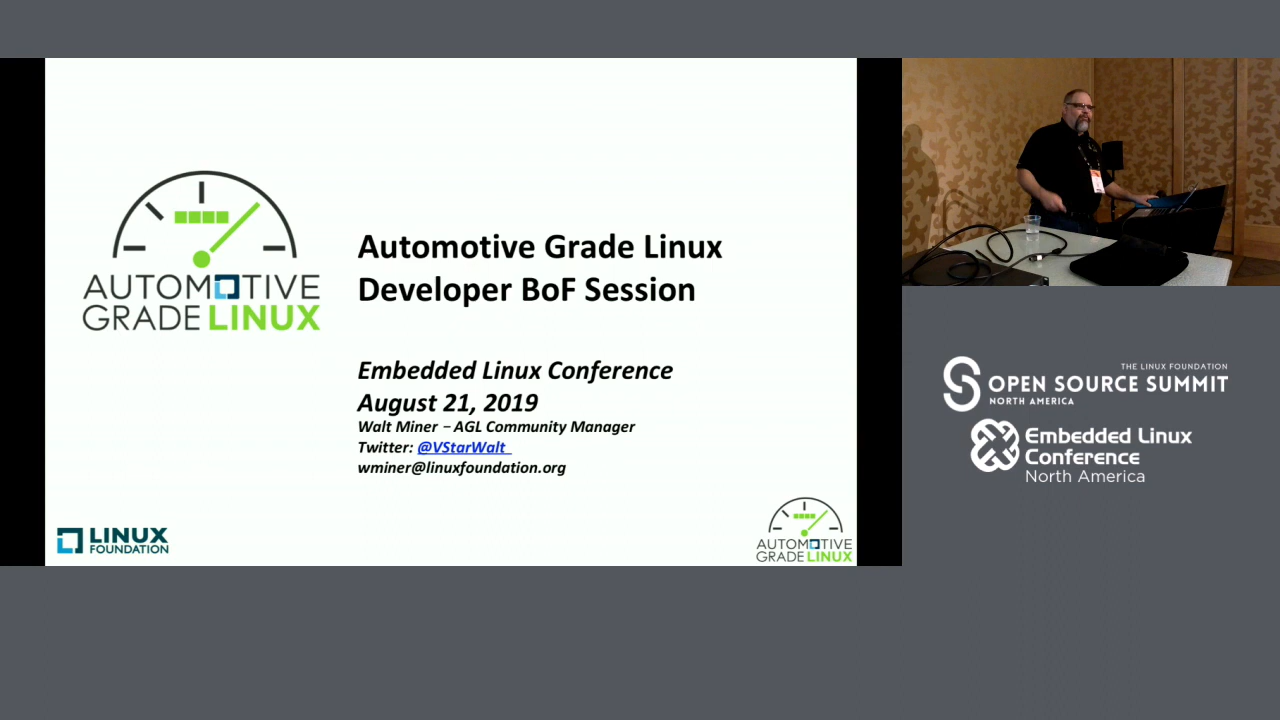 AUTOMOTIVE
GRADE LINUX
Automotive Grade Linux
Developer BoF Session
Embedded Linux Conference
August 21, 2019
Walt Miner – AGL Community Manager
Twitter: @VStarWalt
wminer@linuxfoundation.org
LINUX
FOUNDATION
AUTOMOTIVE
GRADE LINUX
THE LINUX FOUNDATION
OPEN SOURCE SUMMIT
NORTH AMERICA
Embedded Linux
Conference
North America